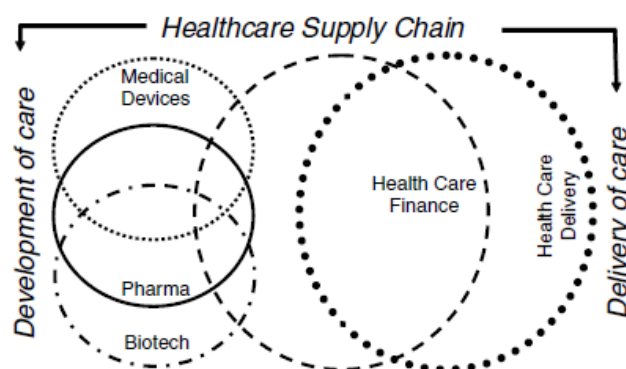 Healthcare Supply Chain
Development of care
Medical
Devices
Pharma
Biotech
Health Care
Finance
Health Care
Delivery
Delivery of care